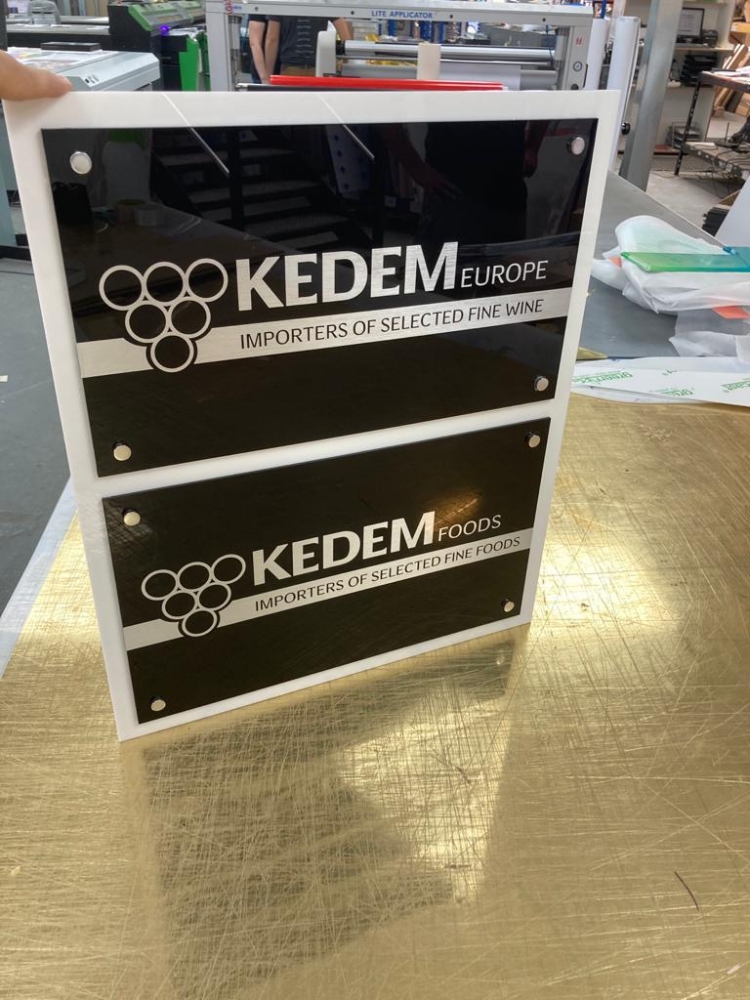 LITE APPLICATOR
KEDEM EUROPE
IMPORTERS OF SELECTED FINE WINE
KEDEM FOODS
IMPORTERS OF SELECTED FINE FOODS